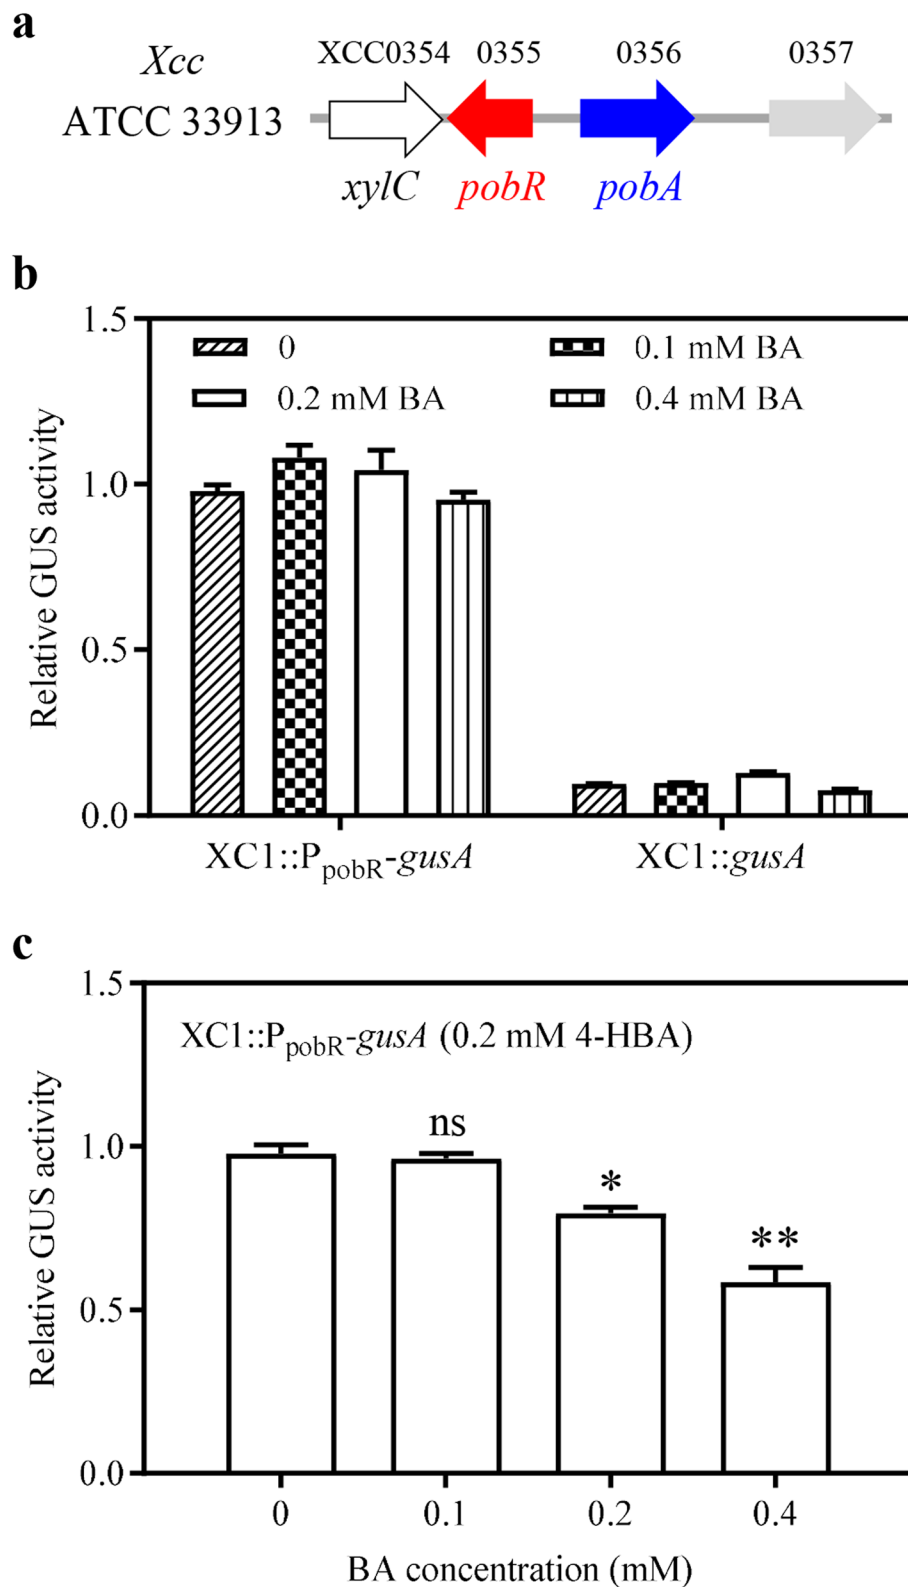 a
XCC0354 0355 0356 0357
Xcc
ATCC 33913
xylC pobR pobA
b
1.5
0 0.1 mM BA
0.2 mM BA 0.4 mM BA
1.0
Relative GUS activity
0.5
0.0
XC1::PpobR-gusA XC1::gusA
c
1.5
XC1::PpobR-gusA (0.2 mM 4-HBA)
ns
1.0
*
**
Relative GUS activity
0.5
0.0
0 0.1 0.2 0.4
BA concentration (mM)